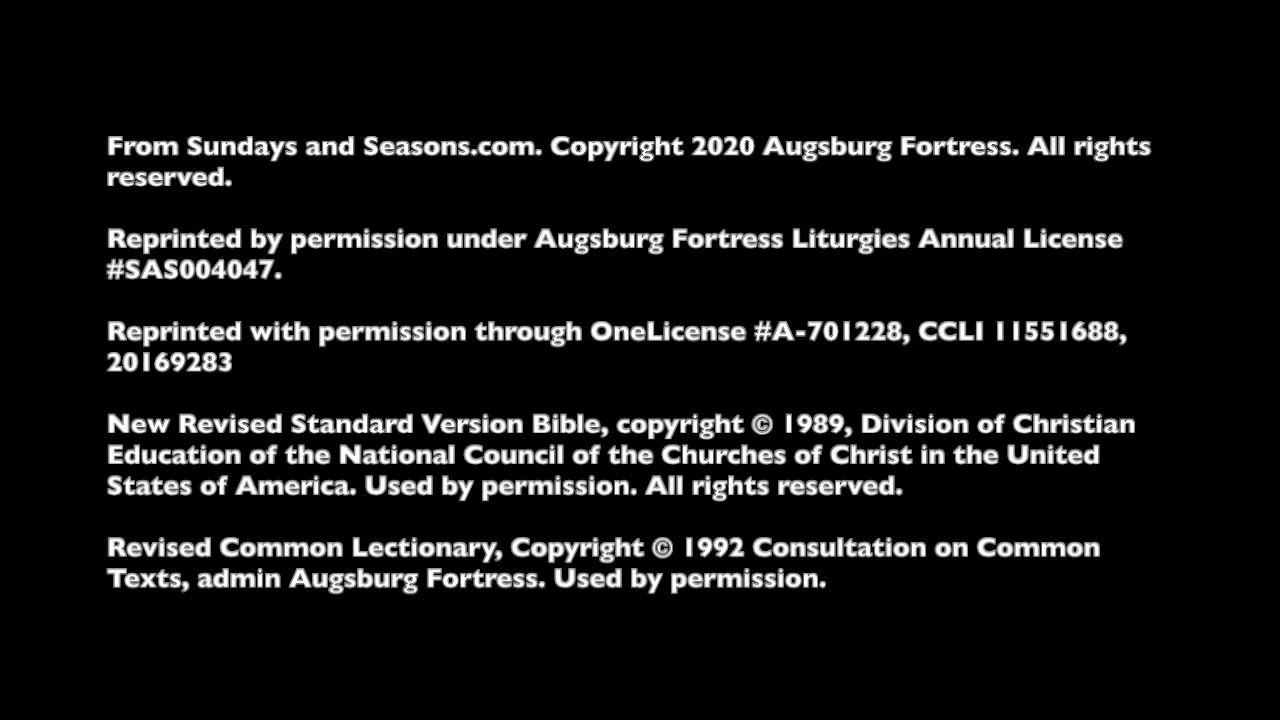 From Sundays and Seasons.com. Copyright 2020 Augsburg Fortress. All rights
reserved.
Reprinted by permission under Augsburg Fortress Liturgies Annual License
#SAS004047.
Reprinted with permission through OneLicense #A-701228, CCLI 11551688,
20169283
New Revised Standard Version Bible, copyright © 1989, Division of Christian
Education of the National Council of the Churches of Christ in the United
States of America. Used by permission. All rights reserved.
Revised Common Lectionary, Copyright © 1992 Consultation on Common
Texts, admin Augsburg Fortress. Used by permission.